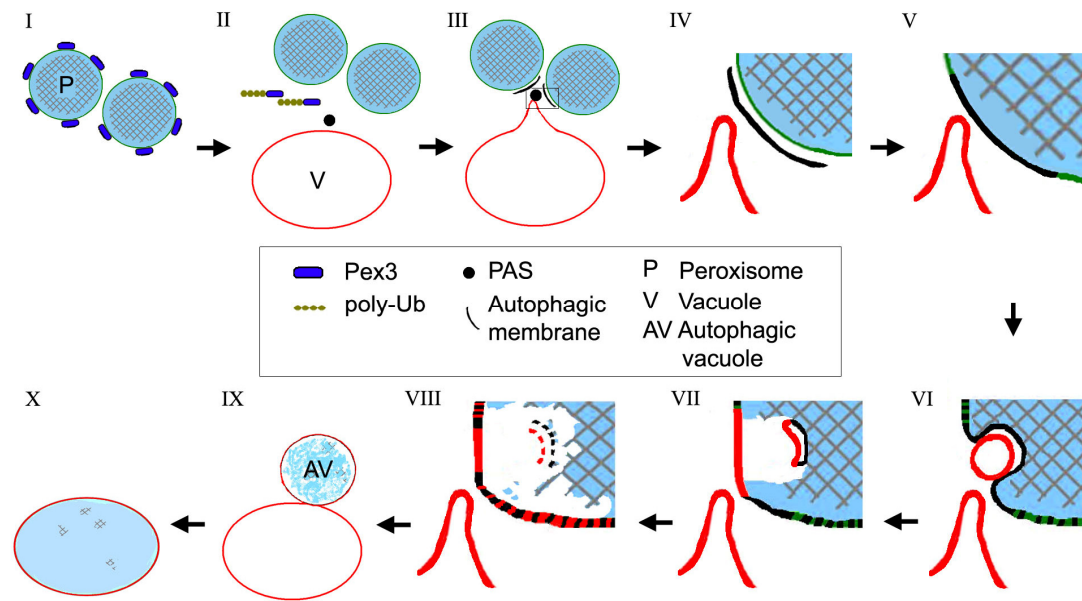 I
II
III
IV
V
P
V
Pex3
PAS
P Peroxisome
poly-Ub
Autophagic
membrane
V Vacuole
AV Autophagic
vacuole
X
IX
VIII
VII
VI
AV